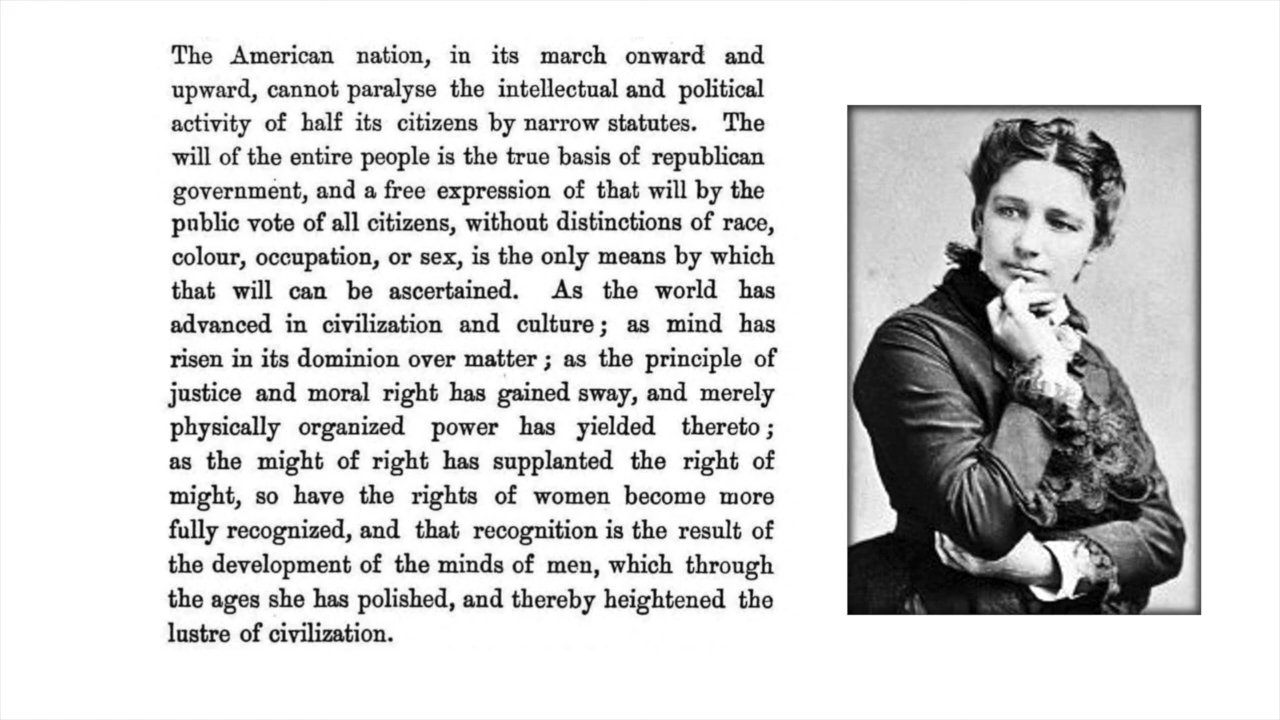 The American nation, in its march onward and
upward, cannot paralyse the intellectual and political
activity of half its citizens by narrow statutes. The
will of the entire people is the true basis of republican
government, and a free expression of that will by the
public vote of all citizens, without distinctions of race,
colour, occupation, or sex, is the only means by which
that will can be ascertained. As the world has
advanced in civilization and culture; as mind has
risen in its dominion over matter; as the principle of
justice and moral right has gained sway, and merely
physically organized power has yielded thereto;
as the might of right has supplanted the right of
might, so have the rights of women become more
fully recognized, and that recognition is the result of
the development of the minds of men, which through
the ages she has polished, and thereby heightened the
lustre of civilization.